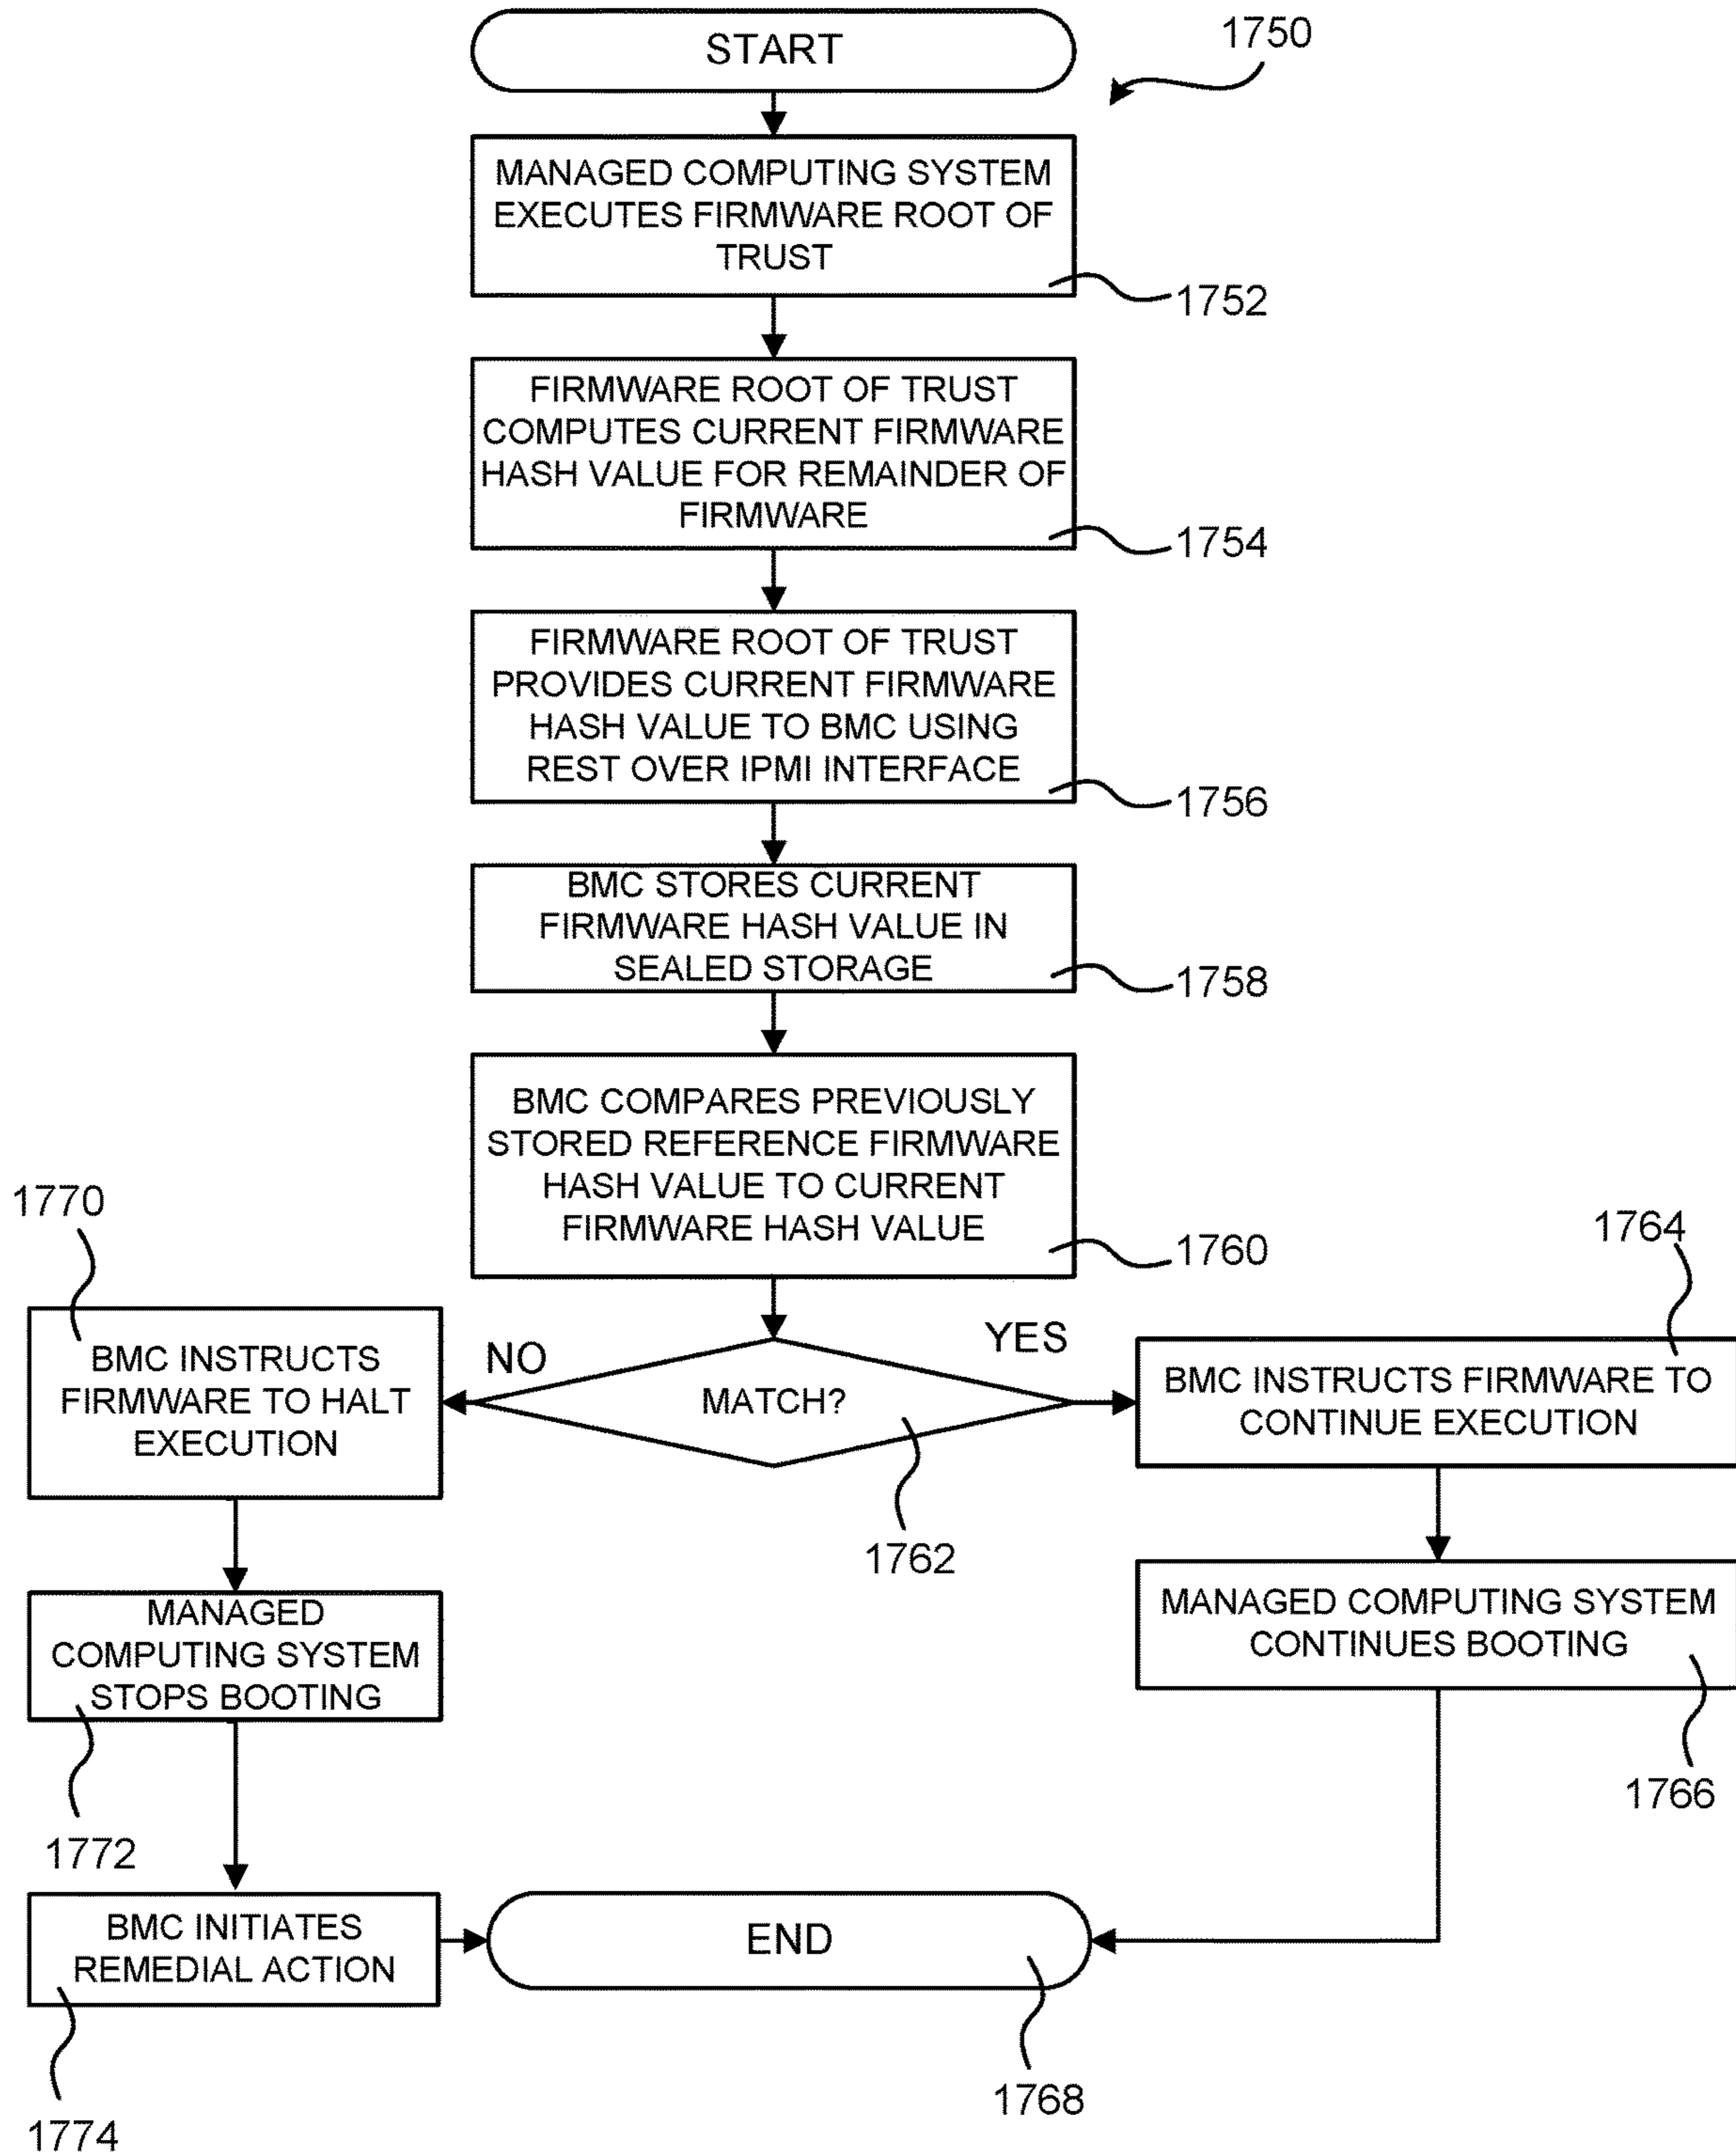 START
1750
MANAGED COMPUTING SYSTEM
EXECUTES FIRMWARE ROOT OF
TRUST
1752
FIRMWARE ROOT OF TRUST
COMPUTES CURRENT FIRMWARE
HASH VALUE FOR REMAINDER OF
FIRMWARE
1754
FIRMWARE ROOT OF TRUST
PROVIDES CURRENT FIRMWARE
HASH VALUE TO BMC USING
REST OVER IPMI INTERFACE
1756
BMC STORES CURRENT
FIRMWARE HASH VALUE IN
SEALED STORAGE
1758
BMC COMPARES PREVIOUSLY
STORED REFERENCE FIRMWARE
HASH VALUE TO CURRENT
FIRMWARE HASH VALUE
1760
MATCH?
1762
NO
1770
BMC INSTRUCTS
FIRMWARE TO HALT
EXECUTION
MANAGED
COMPUTING SYSTEM
STOPS BOOTING
1772
BMC INITIATES
REMEDIAL ACTION
1774
YES
1764
BMC INSTRUCTS FIRMWARE TO
CONTINUE EXECUTION
MANAGED COMPUTING SYSTEM
CONTINUES BOOTING
1766
END
1768